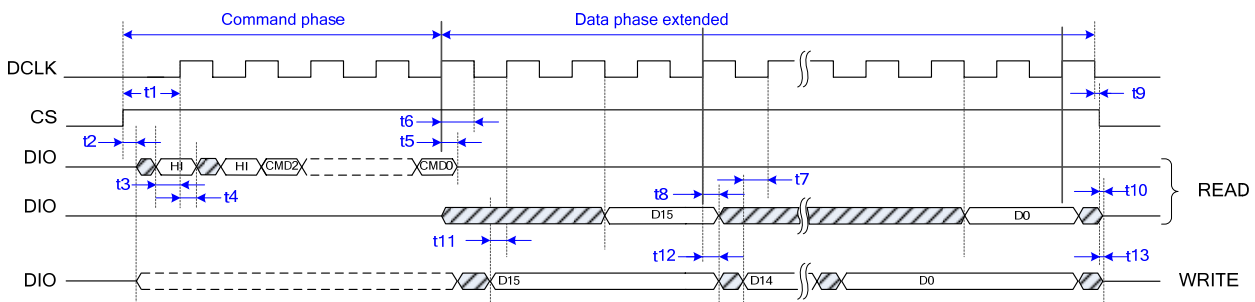 Command phase Data phase extended
DCLK
t1 t9
CS t6
t2 t5
DIO HI HI CMD2 CMD0
t3 t4 t8 t7 t10 READ
DIO D15 D0
t11 t12 t13
DIO D15 D14 D0 WRITE